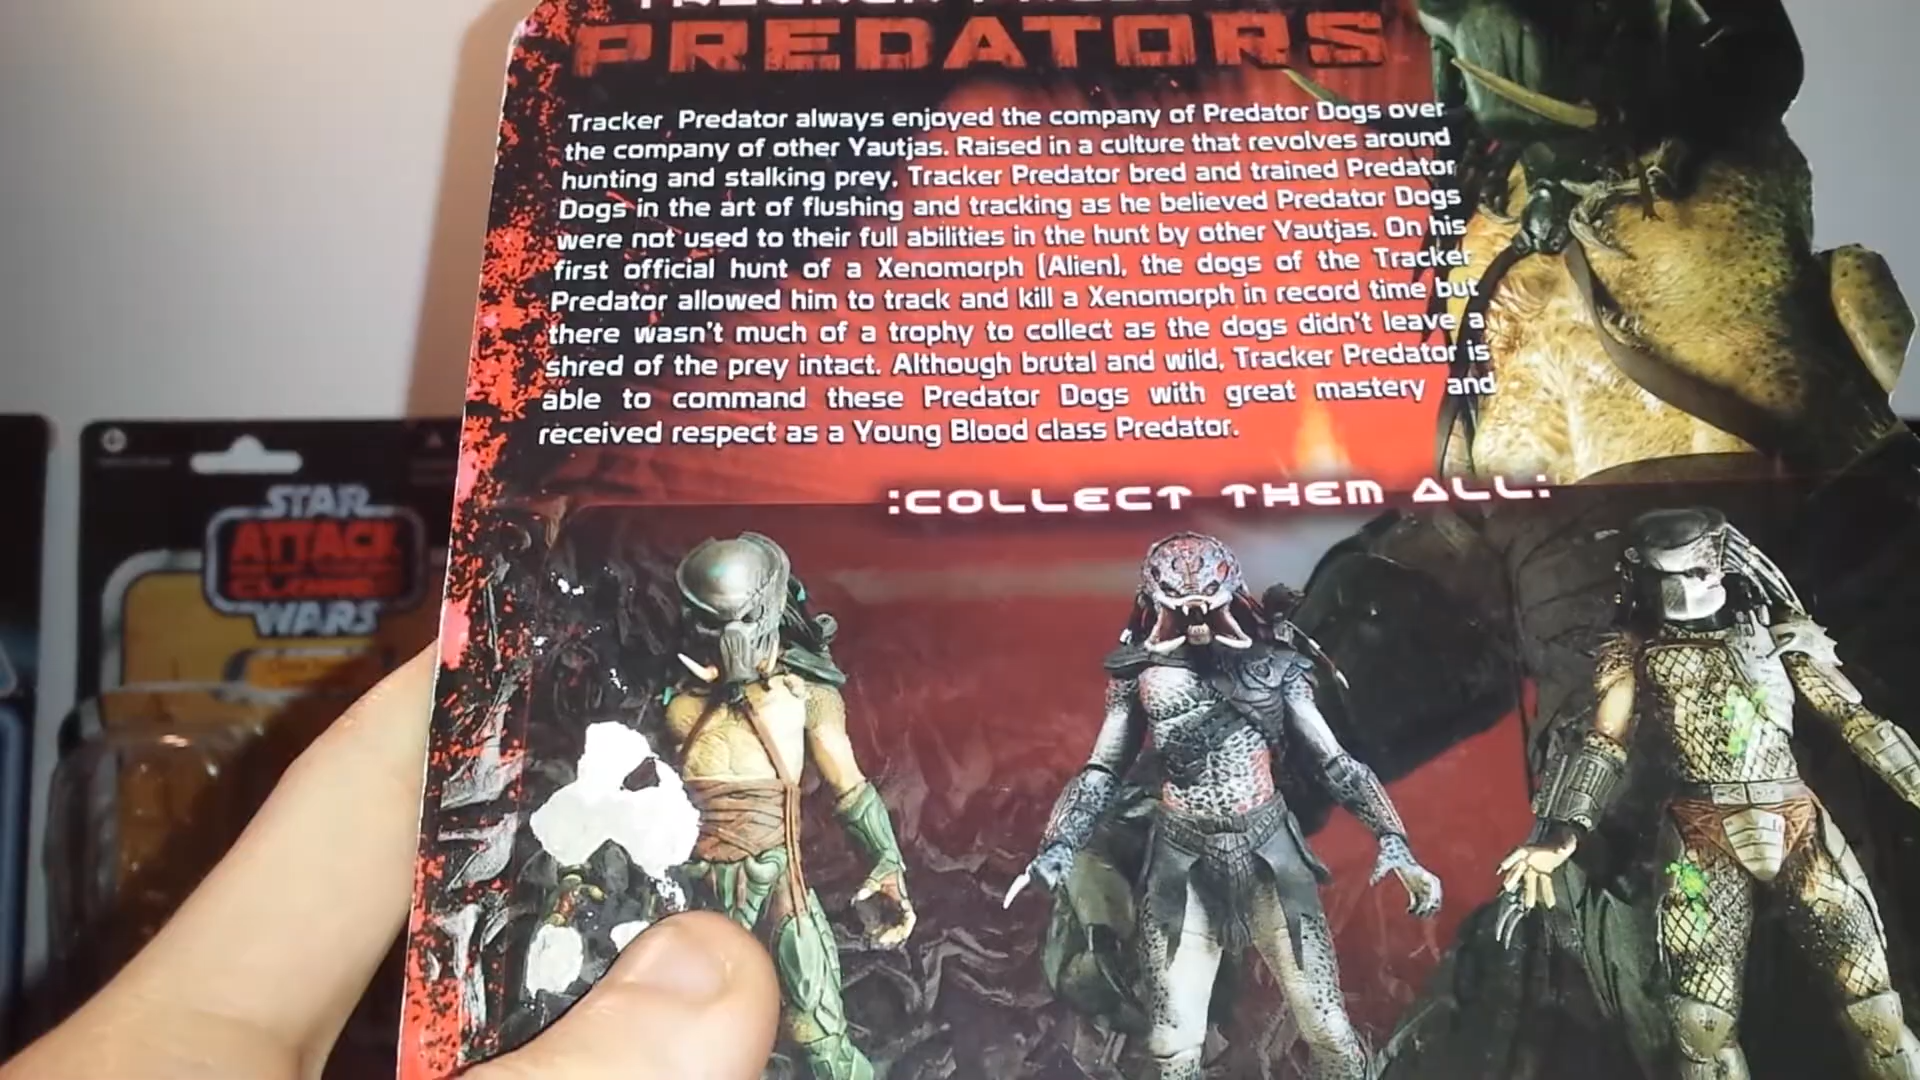 PREDATORS
Tracker Predator always enjoyed the company of Predator Dogs over
the company of other Yautjas. Raised in a culture that revolves around
hunting and stalking prey, Tracker Predator bred and trained Predator
Dogs in the art of flushing and tracking as he believed Predator Dogs
were not used to their full abilities in the hunt by other Yautjas. On his
first official hunt of a Xenomorph (Alien), the dogs of the Tracker
Predator allowed him to track and kill a Xenomorph in record time but
there wasn't much of a trophy to collect as the dogs didn't leave a
shred of the prey intact. Although brutal and wild, Tracker Predator is
able to command these Predator Dogs with great mastery and
received respect as a Young Blood class Predator.
:COLLECT THEM ALL:
STAR
ATTACK
CLONES
WARS